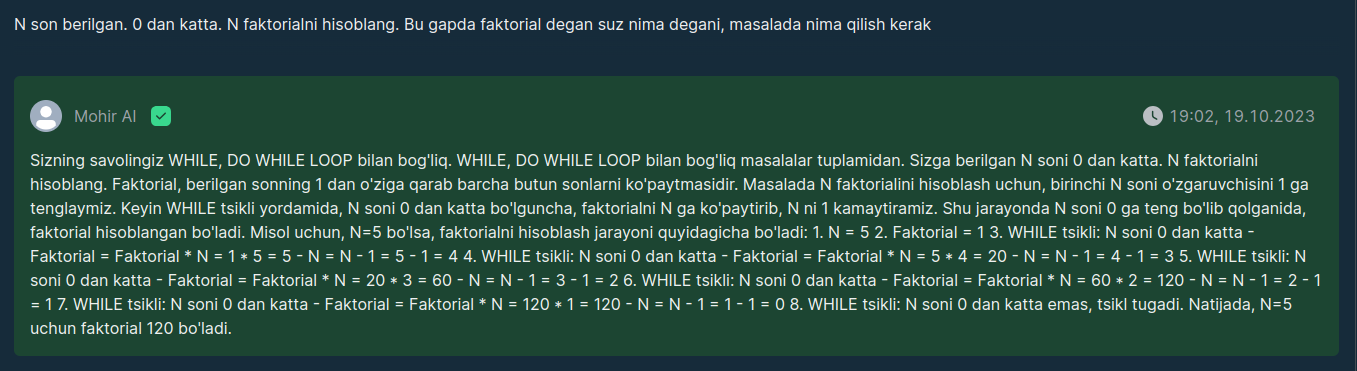 N son berilgan. 0 dan katta. N faktorialni hisoblang. Bu gapda faktorial degan suz nima degani, masalada nima qilish kerak
Mohir AI
19:02, 19.10.2023
Sizning savolingiz WHILE, DO WHILE LOOP bilan bog'liq. WHILE, DO WHILE LOOP bilan bog'liq masalalar tuplamidan. Sizga berilgan N soni 0 dan katta. N faktorialni
hisoblang. Faktorial, berilgan sonning 1 dan o'ziga qarab barcha butun sonlarni ko'paytmasidir. Masalada N faktorialini hisoblash uchun, birinchi N soni o'zgaruvchisini 1 ga
tenglaymiz. Keyin WHILE tsikli yordamida, N soni 0 dan katta bo'lguncha, faktorialni N ga ko'paytirib, N ni 1 kamaytiramiz. Shu jarayonda N soni 0 ga teng bo'lib qolganida,
faktorial hisoblangan bo'ladi. Misol uchun, N=5 bo'lsa, faktorialni hisoblash jarayoni quyidagicha bo'ladi: 1. N = 5 2. Faktorial = 1 3. WHILE tsikli: N soni 0 dan katta -
Faktorial = Faktorial * N = 1 * 5 = 5 - N = N - 1 = 5 - 1 = 4 4. WHILE tsikli: N soni 0 dan katta - Faktorial = Faktorial * N = 5 * 4 = 20 - N = N - 1 = 4 - 1 = 3 5. WHILE tsikli: N
soni 0 dan katta - Faktorial = Faktorial * N = 20 * 3 = 60 - N = N - 1 = 3 - 1 = 2 6. WHILE tsikli: N soni 0 dan katta - Faktorial = Faktorial * N = 60 * 2 = 120 - N = N - 1 = 2 - 1
= 1 7. WHILE tsikli: N soni 0 dan katta - Faktorial = Faktorial * N = 120 * 1 = 120 - N = N - 1 = 1 - 1 = 0 8. WHILE tsikli: N soni 0 dan katta emas, tsikl tugadi. Natijada, N=5
uchun faktorial 120 bo'ladi.